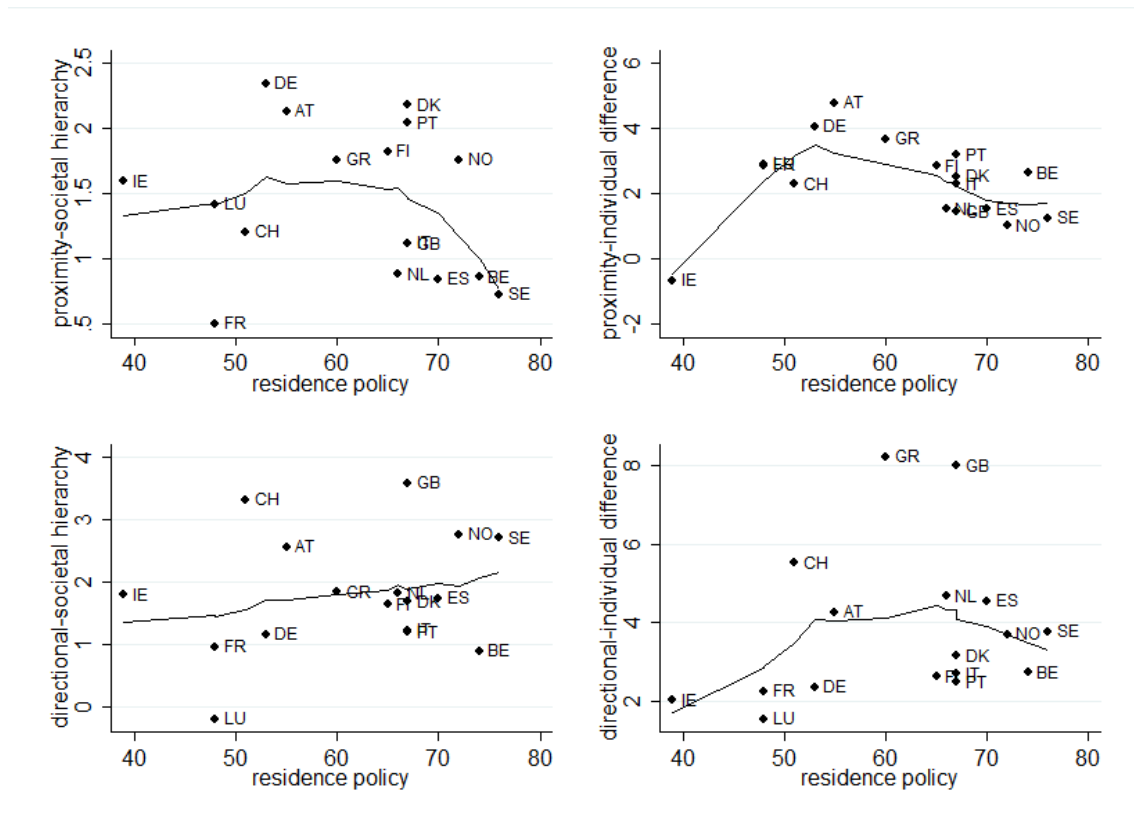 proximity-societal hierarchy
2.5
2
1.5
1
.5
DE
AT
DK
PT
GR
FI
NO
IE
LU
CH
IT
GB
NL
ES
BE
SE
FR
40
50
60
70
80
residence policy
proximity-individual difference
6
4
2
0
-2
AT
DE
GR
PT
FI
DK
BE
IT
CH
NL
ES
GB
SE
NO
IE
40
50
60
70
80
residence policy
directional-societal hierarchy
4
3
2
1
0
GB
CH
NO
SE
AT
GR
IE
NL
ES
DK
FI
IT
PT
DE
FR
BE
LU
40
50
60
70
80
residence policy
directional-individual difference
8
6
4
2
GR
GB
CH
NL
ES
AT
NO
SE
DK
FI
IT
PT
BE
DE
FR
IE
LU
40
50
60
70
80
residence policy